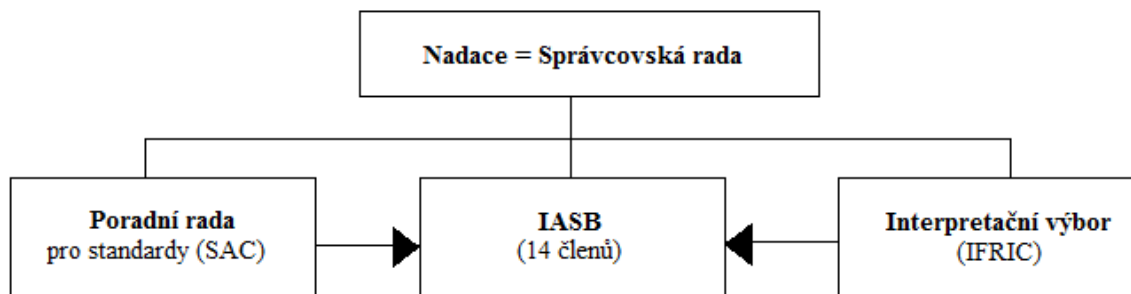 Nadace = Správcovská rada
Poradní rada
pro standardy (SAC)
IASB
(14 členů)
Interpretační výbor
(IFRIC)